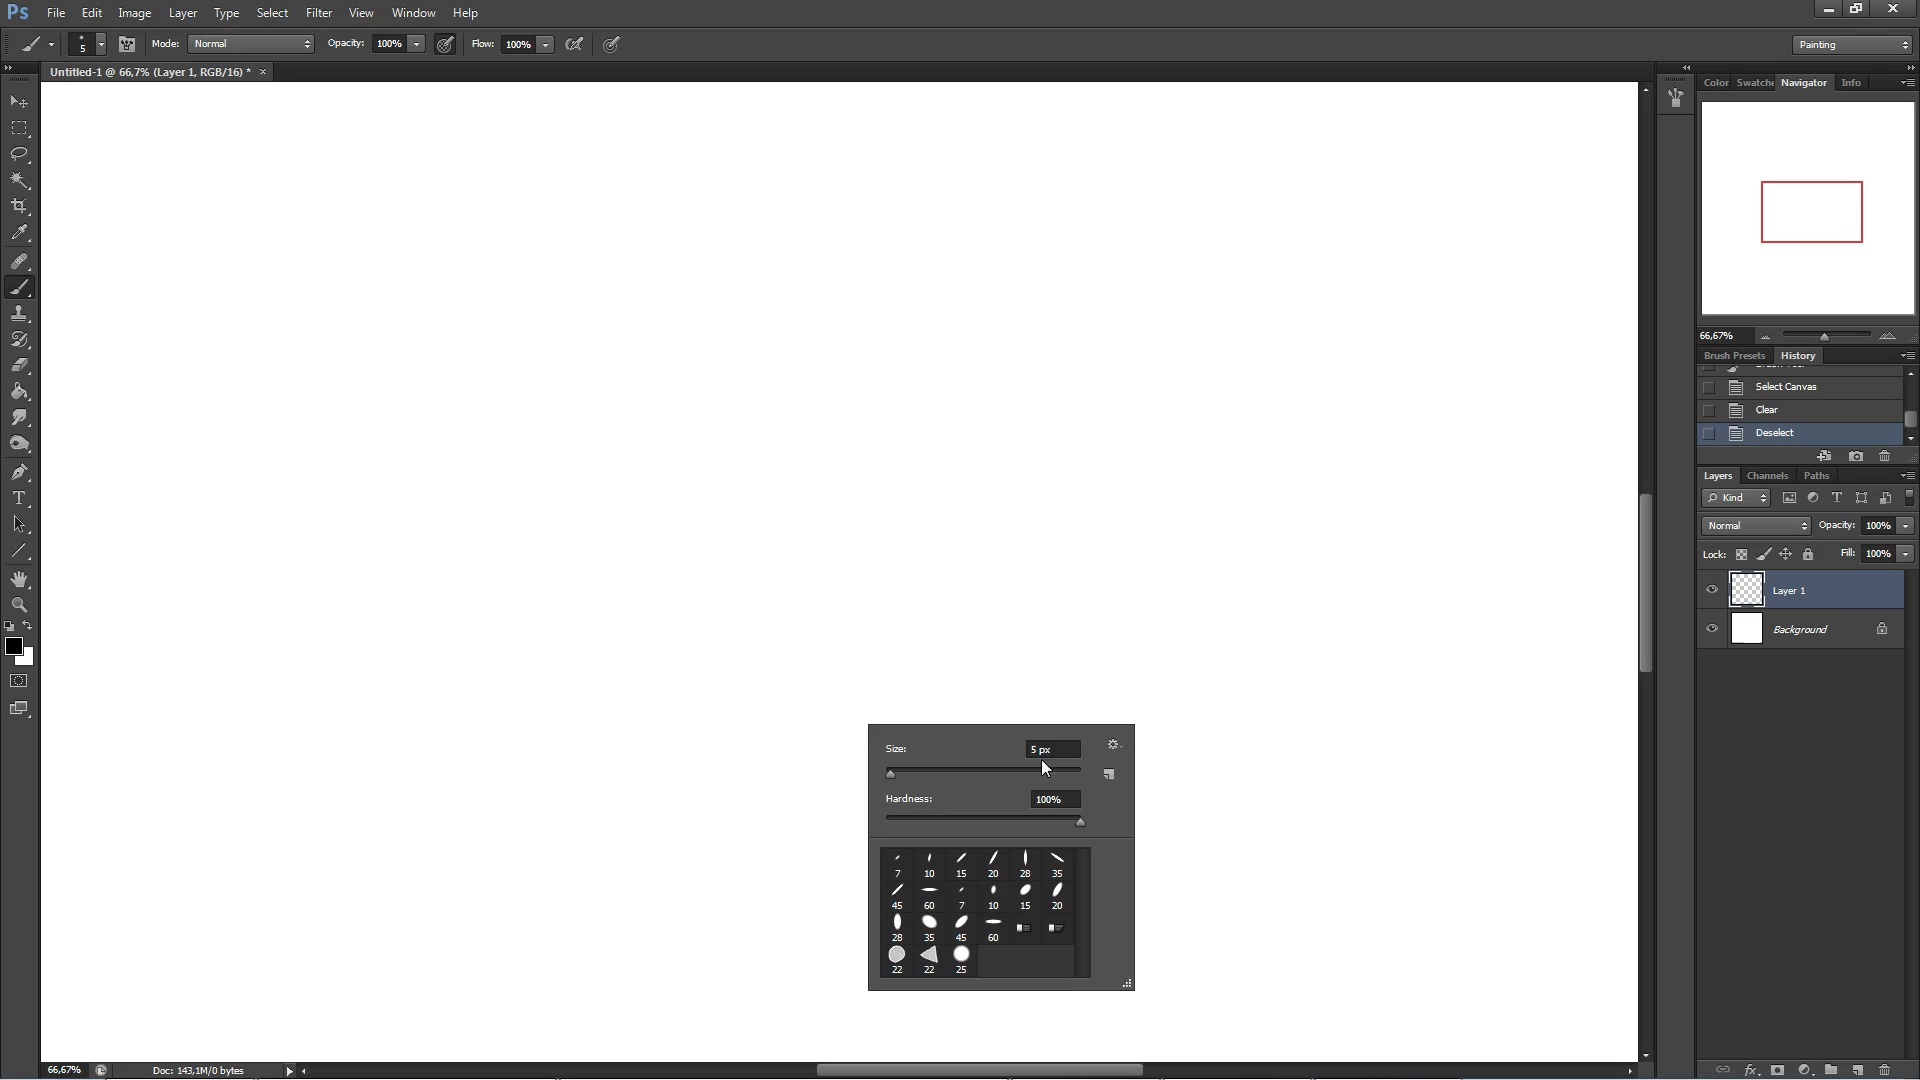 Ps File Edit Image Layer Type Select Filter View Window Help
5 Mode: Normal Opacity: 100% Flow: 100% Painting
Untitled-1 @ 66,7% (Layer 1, RGB/16) *
Color Swatche Navigator Info
66,67%
Brush Presets History
Select Canvas
Clear
Deselect
Layers Channels Paths
Kind
Normal Opacity: 100%
Lock: Fill: 100%
Layer 1
Background
Size: 5 px
Hardness: 100%
7 10 15 20 28 35
45 60 7 10 15 20
28 35 45 60
22 22 25
66,67% Doc: 143,1M/0 bytes